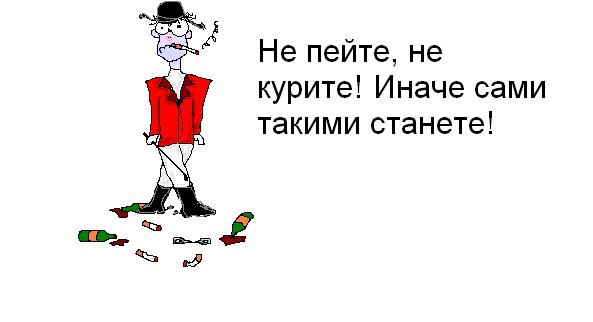 Не пейте, не
курите! Иначе сами
такими станете!